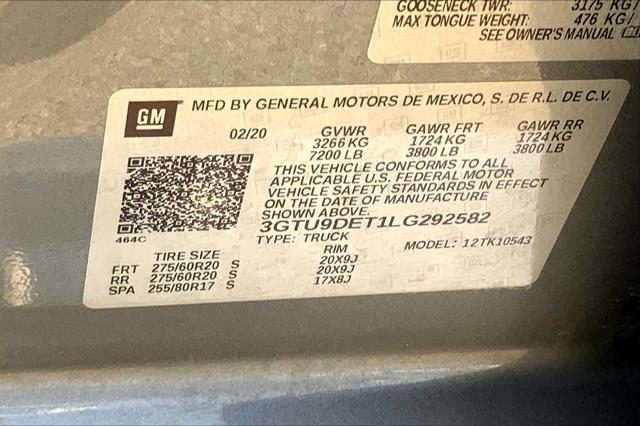 GOOSENECK TWR: 3175 KG/
MAX TONGUE WEIGHT: 476 KG/
SEE OWNER'S MANUAL
GM MFD BY GENERAL MOTORS DE MEXICO, S. DE R.L. DE C.V.
02/20 GVWR GAWR FRT GAWR RR
3266 KG 1724 KG 1724 KG
7200 LB 3800 LB 3800 LB
THIS VEHICLE CONFORMS TO ALL
APPLICABLE U.S. FEDERAL MOTOR
VEHICLE SAFETY STANDARDS IN EFFECT
ON THE DATE OF MANUFACTURE
SHOWN ABOVE.
3GTU9DET1LG292582
464C TYPE: TRUCK MODEL: 12TK10543
TIRE SIZE RIM
FRT 275/60R20 S 20X9J
RR 275/60R20 S 20X9J
SPA 255/80R17 S 17X8J